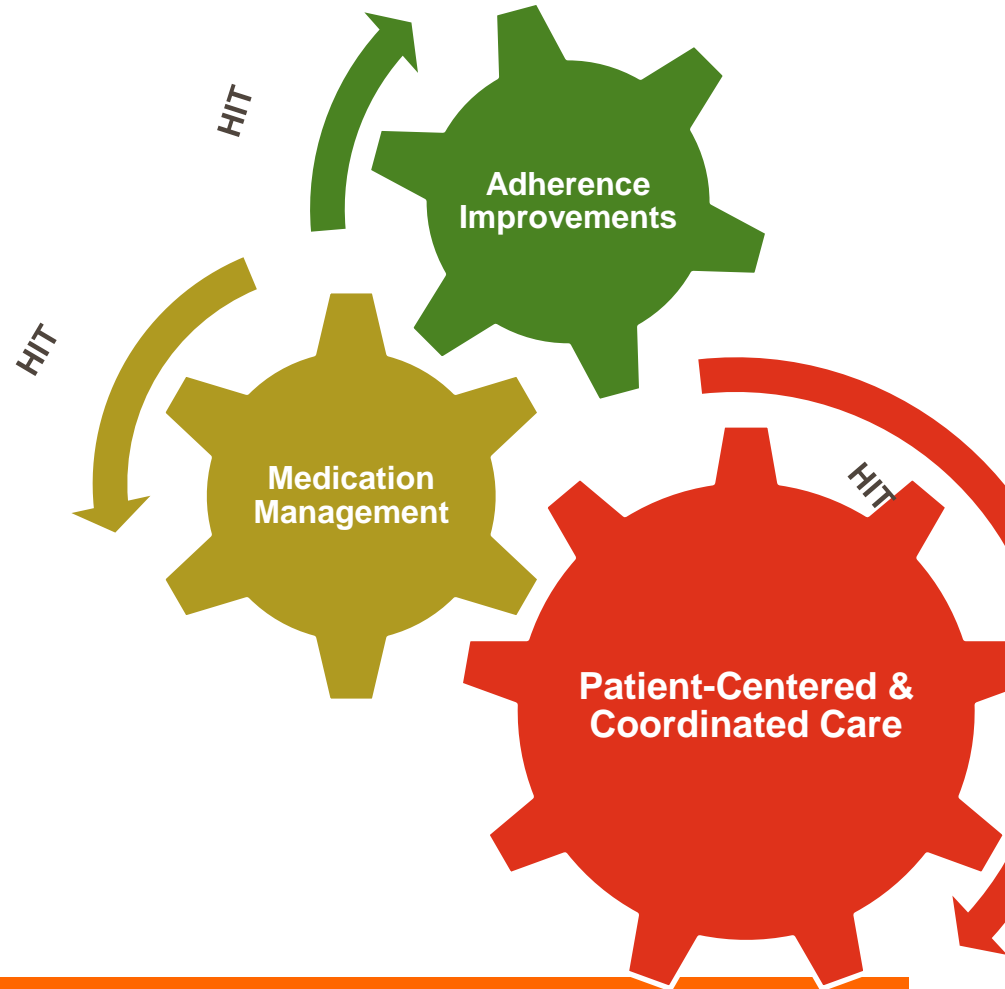 HIT
Adherence
Improvements
HIT
Medication
Management
HIT
Patient-Centered &
Coordinated Care